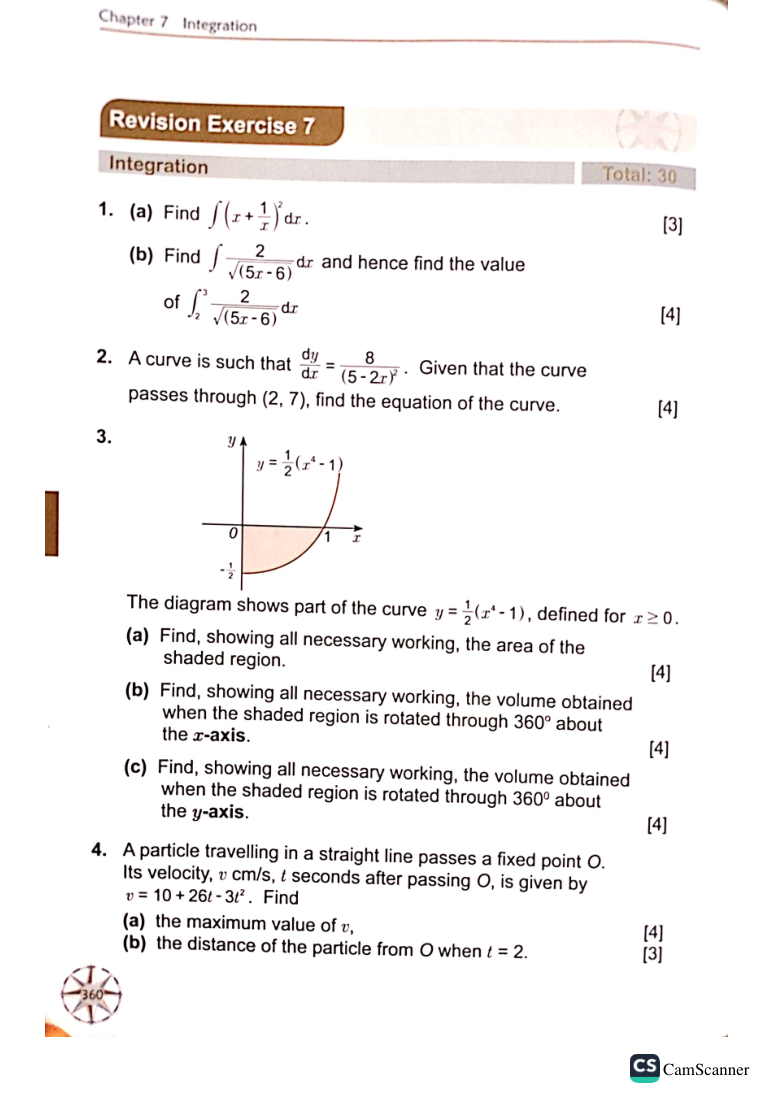 Chapter 7 Integration
Revision Exercise 7
Integration Total: 30
1. (a) Find ∫(x + 1/x)² dx. [3]
(b) Find ∫ 2/√(5x - 6) dx and hence find the value
of ∫₂³ 2/√(5x - 6) dx [4]
2. A curve is such that dy/dx = 8/(5 - 2x)². Given that the curve
passes through (2, 7), find the equation of the curve. [4]
3.
y
y = 1/2(x⁴ - 1)
O 1 x
-1/2
The diagram shows part of the curve y = 1/2(x⁴ - 1), defined for x ≥ 0.
(a) Find, showing all necessary working, the area of the
shaded region. [4]
(b) Find, showing all necessary working, the volume obtained
when the shaded region is rotated through 360° about
the x-axis. [4]
(c) Find, showing all necessary working, the volume obtained
when the shaded region is rotated through 360⁰ about
the y-axis. [4]
4. A particle travelling in a straight line passes a fixed point O.
Its velocity, v cm/s, t seconds after passing O, is given by
v = 10 + 26t - 3t². Find
(a) the maximum value of v, [4]
(b) the distance of the particle from O when t = 2. [3]
360
CS CamScanner